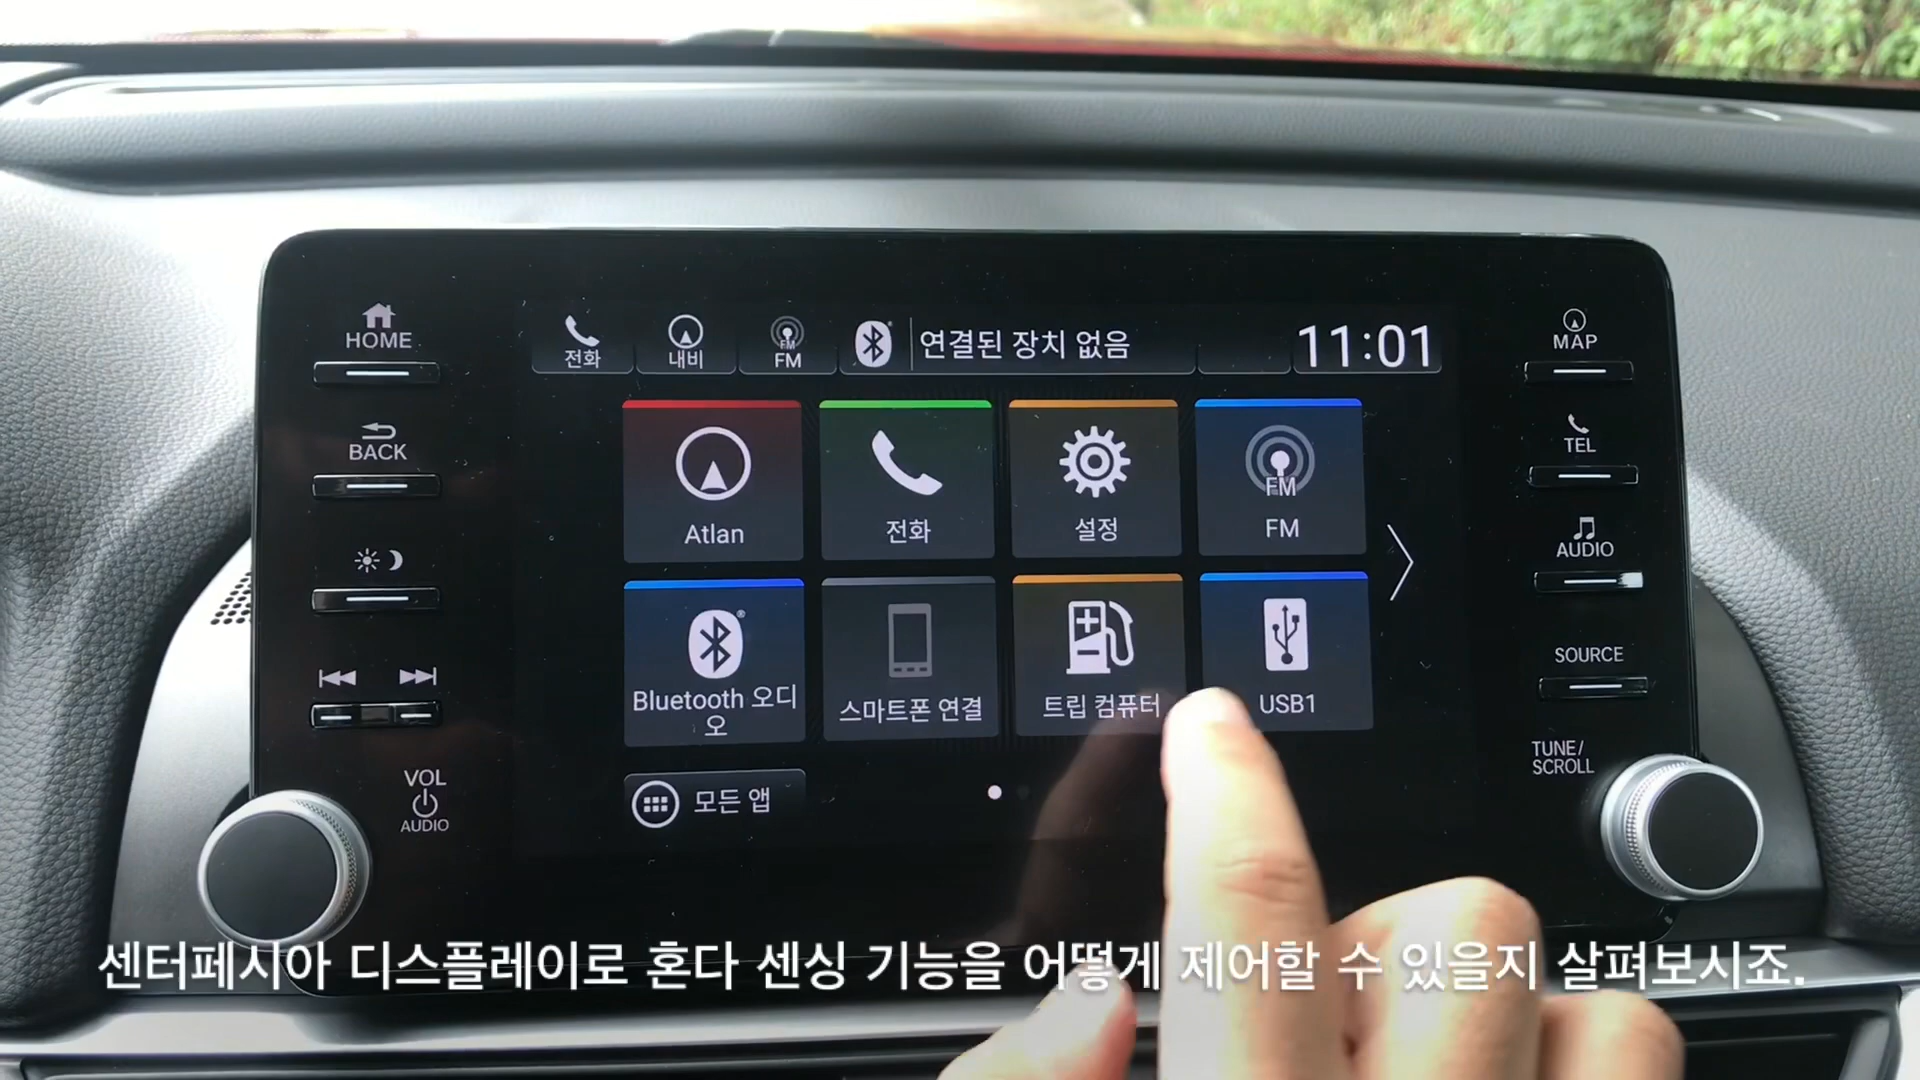 HOME
BACK
VOL
AUDIO
전화
내비
FM
FM
연결된 장치 없음
11:01
Atlan
전화
설정
FM
FM
Bluetooth 오디
오
스마트폰 연결
트립 컴퓨터
USB1
모든 앱
MAP
TEL
AUDIO
SOURCE
TUNE/
SCROLL
센터페시아 디스플레이로 혼다 센싱 기능을 어떻게 제어할 수 있을지 살펴보시죠.